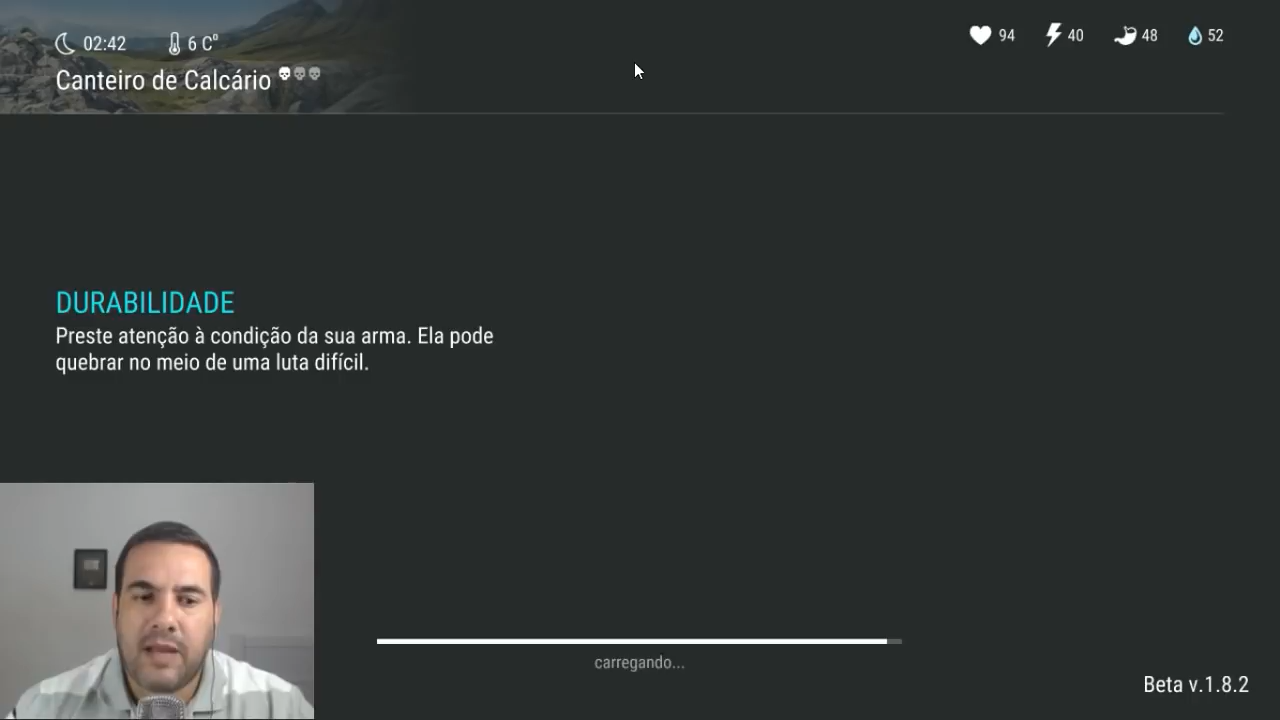 02:42 6 Cº
94 40 48 52
Canteiro de Calcário
DURABILIDADE
Preste atenção à condição da sua arma. Ela pode
quebrar no meio de uma luta difícil.
carregando...
Beta v.1.8.2